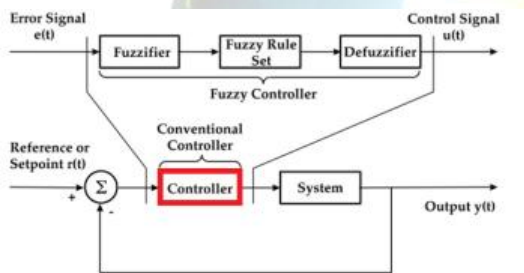 Error Signal
e(t)
Control Signal
u(t)
Fuzzifier
Fuzzy Rule
Set
Defuzzifier
Fuzzy Controller
Conventional
Controller
Reference or
Setpoint r(t)
Σ
+
-
Controller
System
Output y(t)